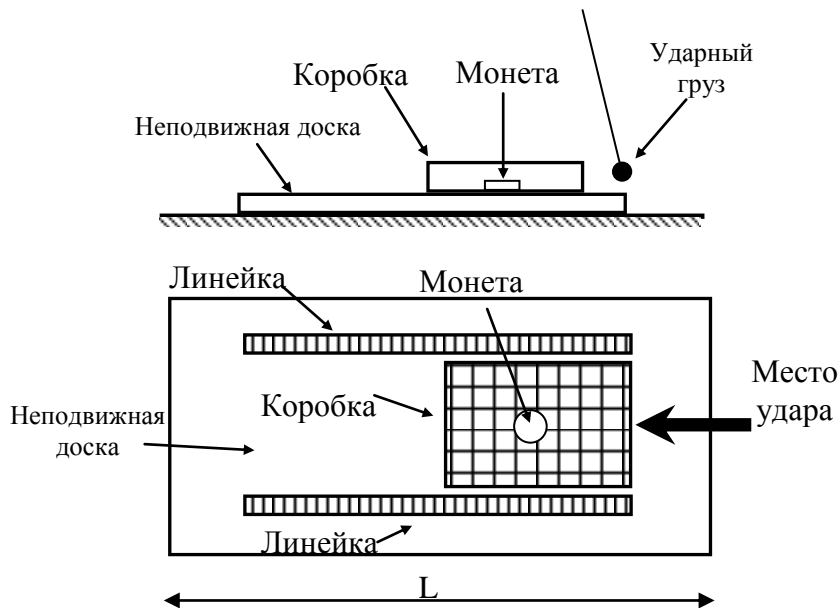 Коробка
Монета
Ударный
груз
Неподвижная доска
Линейка
Монета
Коробка
Место
удара
Неподвижная
доска
Линейка
L